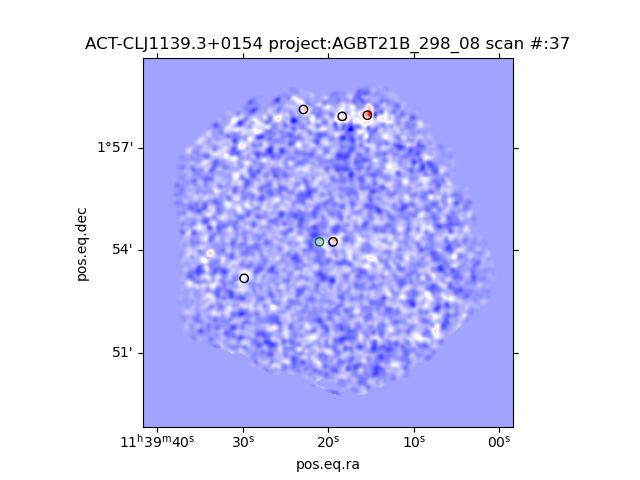 ACT-CLJ1139.3+0154 project:AGBT21B_298_08 scan #:37
1°57'
54'
51'
pos.eq.dec
11ʰ39ᵐ40ˢ 30ˢ 20ˢ 10ˢ 00ˢ
pos.eq.ra